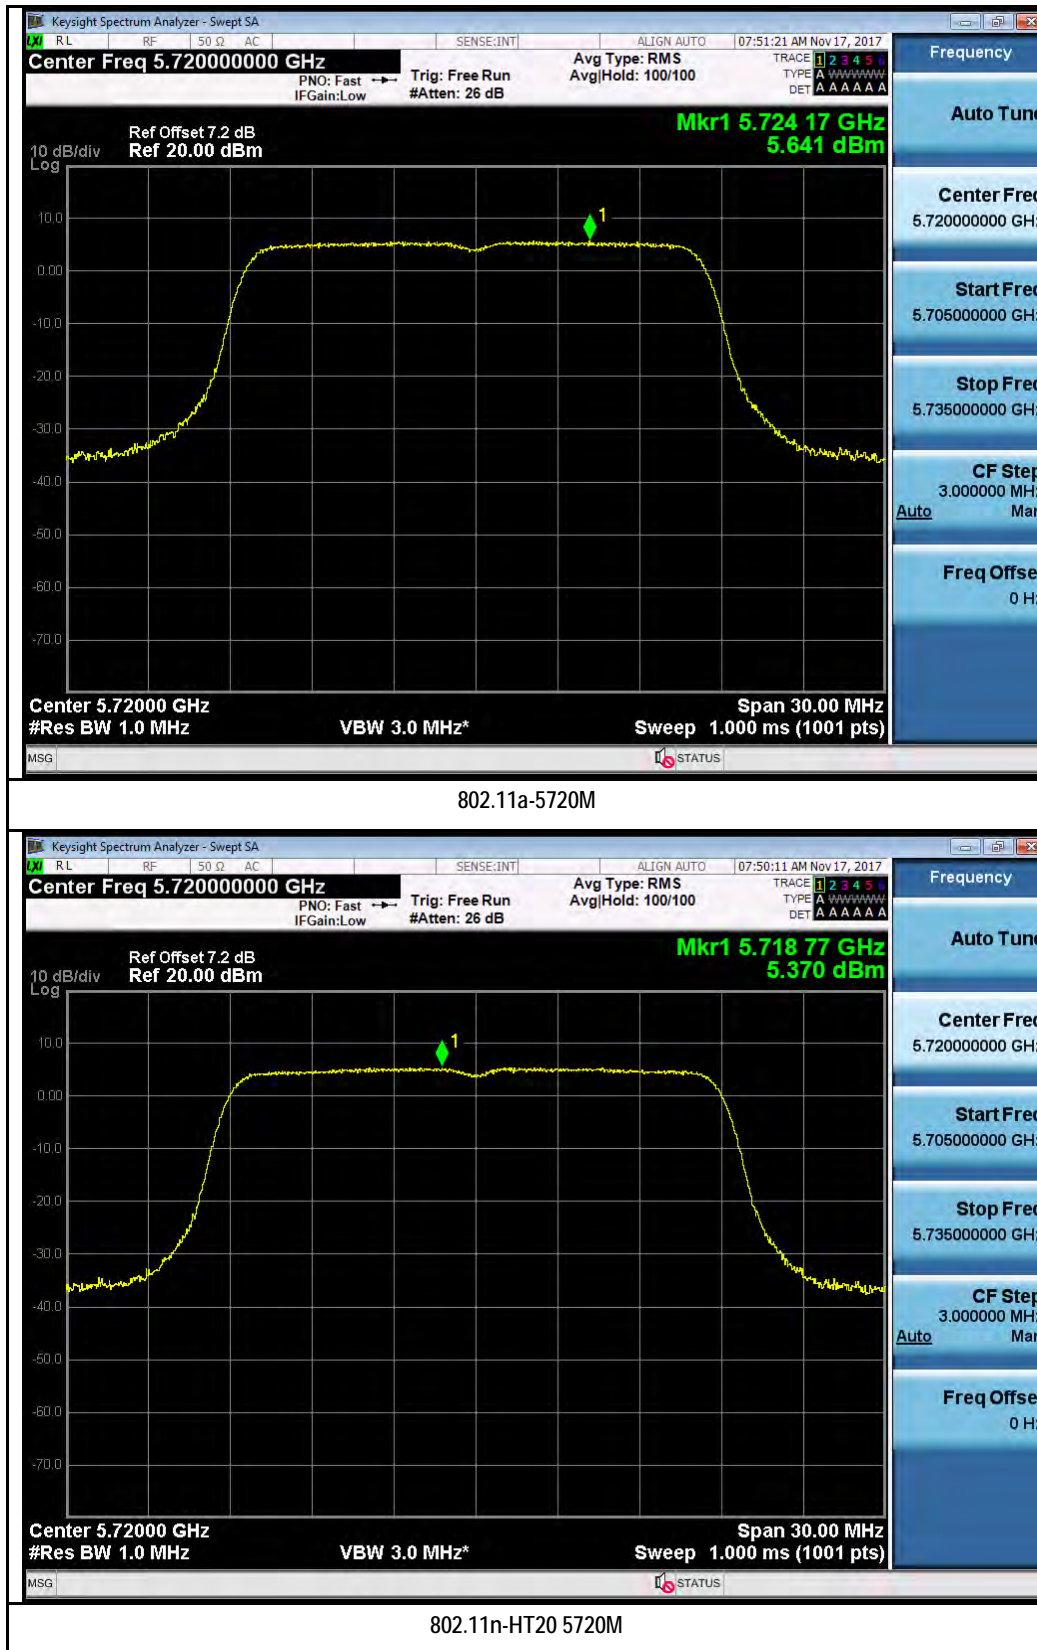 Keysight Spectrum Analyzer - Swept SA
LXI RL RF 50 Ω AC SENSE:INT ALIGN AUTO 07:51:21 AM Nov 17, 2017
Center Freq 5.720000000 GHz
PNO: Fast
IFGain:Low
Trig: Free Run
#Atten: 26 dB
Avg Type: RMS
Avg|Hold: 100/100
TRACE 1 2 3 4 5 6
TYPE A WWWWW
DET A A A A A A
Frequency
Mkr1 5.724 17 GHz
5.641 dBm
Ref Offset 7.2 dB
10 dB/div Ref 20.00 dBm
Log
1
10.0
0.00
-10.0
-20.0
-30.0
-40.0
-50.0
-60.0
-70.0
Center 5.72000 GHz Span 30.00 MHz
#Res BW 1.0 MHz VBW 3.0 MHz* Sweep 1.000 ms (1001 pts)
MSG STATUS
Auto Tune
Center Freq
5.720000000 GHz
Start Freq
5.705000000 GHz
Stop Freq
5.735000000 GHz
CF Step
3.000000 MHz
Auto Man
Freq Offse
0 Hz
802.11a-5720M
Keysight Spectrum Analyzer - Swept SA
LXI RL RF 50 Ω AC SENSE:INT ALIGN AUTO 07:50:11 AM Nov 17, 2017
Center Freq 5.720000000 GHz
PNO: Fast
IFGain:Low
Trig: Free Run
#Atten: 26 dB
Avg Type: RMS
Avg|Hold: 100/100
TRACE 1 2 3 4 5 6
TYPE A WWWWW
DET A A A A A A
Frequency
Mkr1 5.718 77 GHz
5.370 dBm
Ref Offset 7.2 dB
10 dB/div Ref 20.00 dBm
Log
1
10.0
0.00
-10.0
-20.0
-30.0
-40.0
-50.0
-60.0
-70.0
Center 5.72000 GHz Span 30.00 MHz
#Res BW 1.0 MHz VBW 3.0 MHz* Sweep 1.000 ms (1001 pts)
MSG STATUS
Auto Tune
Center Freq
5.720000000 GHz
Start Freq
5.705000000 GHz
Stop Freq
5.735000000 GHz
CF Step
3.000000 MHz
Auto Man
Freq Offse
0 Hz
802.11n-HT20 5720M